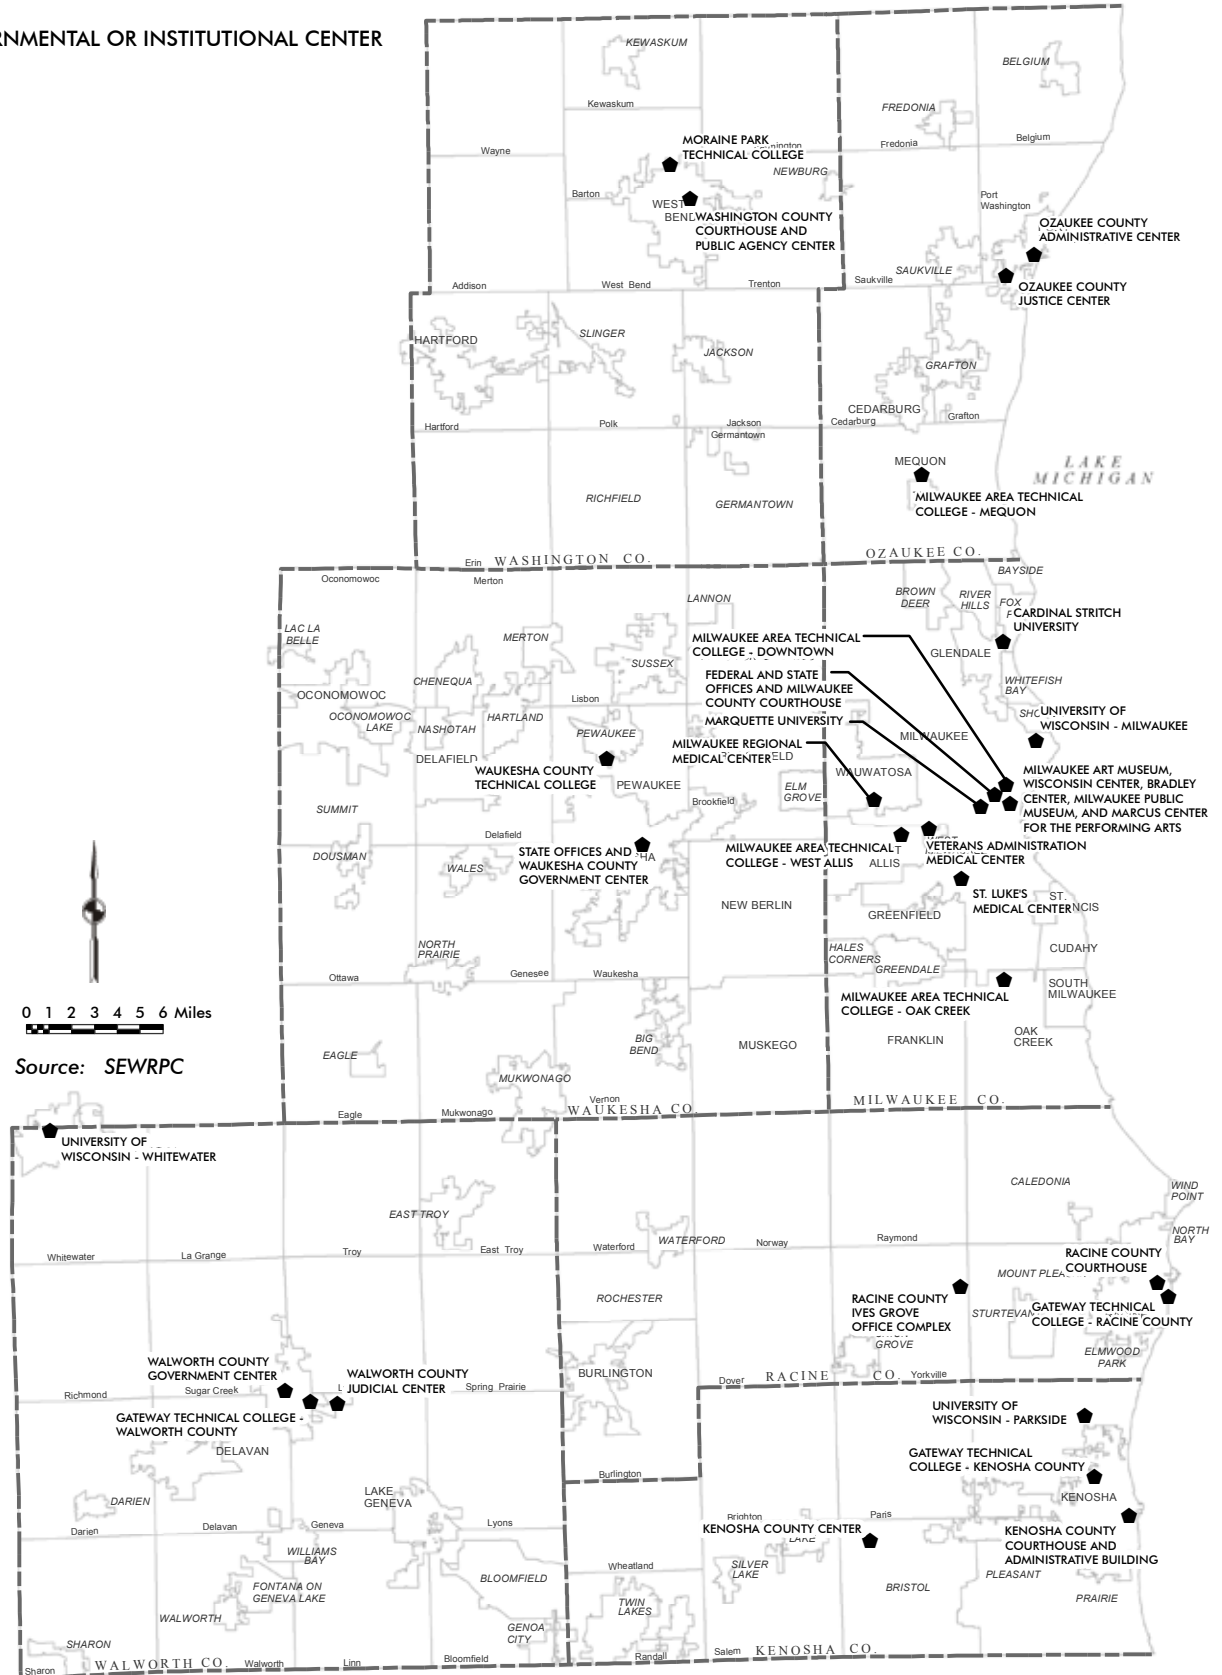 RNMENTAL OR INSTITUTIONAL CENTER
KEWASKUM
BELGIUM
Kewaskum
FREDONIA
Wayne
MORAINE PARK
TECHNICAL COLLEGE
Fredonia
Belgium
NEWBURG
Barton
WEST
BEND
WASHINGTON COUNTY
COURTHOUSE AND
PUBLIC AGENCY CENTER
Port
Washington
OZAUKEE COUNTY
ADMINISTRATIVE CENTER
SAUKVILLE
Saukville
OZAUKEE COUNTY
JUSTICE CENTER
Addison
West Bend
Trenton
HARTFORD
SLINGER
JACKSON
GRAFTON
CEDARBURG
Cedarburg
Grafton
Hartford
Polk
Jackson
Germantown
MEQUON
LAKE
MICHIGAN
MILWAUKEE AREA TECHNICAL
COLLEGE - MEQUON
RICHFIELD
GERMANTOWN
Erin
WASHINGTON CO.
OZAUKEE CO.
Oconomowoc
Merton
BAYSIDE
LANNON
BROWN
DEER
RIVER
HILLS
FOX
CARDINAL STRITCH
UNIVERSITY
LAC LA
BELLE
MERTON
SUSSEX
MILWAUKEE AREA TECHNICAL
COLLEGE - DOWNTOWN
GLENDALE
CHENEQUA
FEDERAL AND STATE
OFFICES AND MILWAUKEE
COUNTY COURTHOUSE
WHITEFISH
BAY
OCONOMOWOC
Lisbon
OCONOMOWOC
LAKE
NASHOTAH
HARTLAND
PEWAUKEE
MARQUETTE UNIVERSITY
MILWAUKEE
UNIVERSITY OF
WISCONSIN - MILWAUKEE
DELAFIELD
MILWAUKEE REGIONAL
MEDICAL CENTER
WAUWATOSA
WAUKESHA COUNTY
TECHNICAL COLLEGE
PEWAUKEE
ELM
GROVE
Brookfield
MILWAUKEE ART MUSEUM,
WISCONSIN CENTER, BRADLEY
CENTER, MILWAUKEE PUBLIC
MUSEUM, AND MARCUS CENTER
FOR THE PERFORMING ARTS
SUMMIT
Delafield
DOUSMAN
WALES
STATE OFFICES AND
WAUKESHA COUNTY
GOVERNMENT CENTER
MILWAUKEE AREA TECHNICAL
COLLEGE - WEST ALLIS
ALLIS
VETERANS ADMINISTRATION
MEDICAL CENTER
NEW BERLIN
GREENFIELD
ST. LUKE'S
MEDICAL CENTER
ST.
CUDAHY
NORTH
PRAIRIE
HALES
CORNERS
GREENDALE
Ottawa
Genesee
Waukesha
SOUTH
MILWAUKEE
MILWAUKEE AREA TECHNICAL
COLLEGE - OAK CREEK
0 1 2 3 4 5 6 Miles
Source: SEWRPC
EAGLE
BIG
BEND
MUSKEGO
FRANKLIN
OAK
CREEK
MUKWONAGO
Vernon
Eagle
Mukwonago
WAUKESHA CO.
MILWAUKEE CO.
UNIVERSITY OF
WISCONSIN - WHITEWATER
CALEDONIA
WIND
POINT
EAST TROY
NORTH
BAY
Whitewater
La Grange
Troy
East Troy
Waterford
WATERFORD
Norway
Raymond
RACINE COUNTY
COURTHOUSE
ROCHESTER
RACINE COUNTY
IVES GROVE
OFFICE COMPLEX
GROVE
GATEWAY TECHNICAL
COLLEGE - RACINE COUNTY
ELMWOOD
PARK
WALWORTH COUNTY
GOVERNMENT CENTER
WALWORTH COUNTY
JUDICIAL CENTER
BURLINGTON
Richmond
Sugar Creek
Spring Prairie
Dover
RACINE CO.
Yorkville
GATEWAY TECHNICAL COLLEGE -
WALWORTH COUNTY
UNIVERSITY OF
WISCONSIN - PARKSIDE
DELAVAN
GATEWAY TECHNICAL
COLLEGE - KENOSHA COUNTY
Burlington
LAKE
GENEVA
KENOSHA
DARIEN
Darien
Delavan
Geneva
Lyons
Brighton
Paris
KENOSHA COUNTY CENTER
LAKE
KENOSHA COUNTY
COURTHOUSE AND
ADMINISTRATIVE BUILDING
WILLIAMS
BAY
Wheatland
SILVER
LAKE
PLEASANT
PRAIRIE
FONTANA ON
GENEVA LAKE
BLOOMFIELD
BRISTOL
WALWORTH
TWIN
LAKES
GENOA
CITY
SHARON
Sharon
WALWORTH CO.
Walworth
Linn
Bloomfield
Randall
Salem
KENOSHA CO.